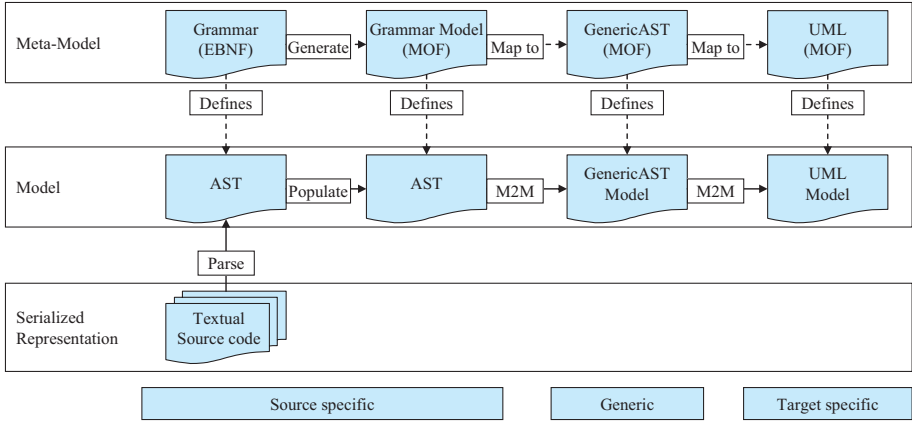 Meta-Model
Grammar
(EBNF)
Generate
Grammar Model
(MOF)
Map to
GenericAST
(MOF)
Map to
UML
(MOF)
Defines
Defines
Defines
Defines
Model
AST
Populate
AST
M2M
GenericAST
Model
M2M
UML
Model
Parse
Serialized
Representation
Textual
Source code
Source specific
Generic
Target specific